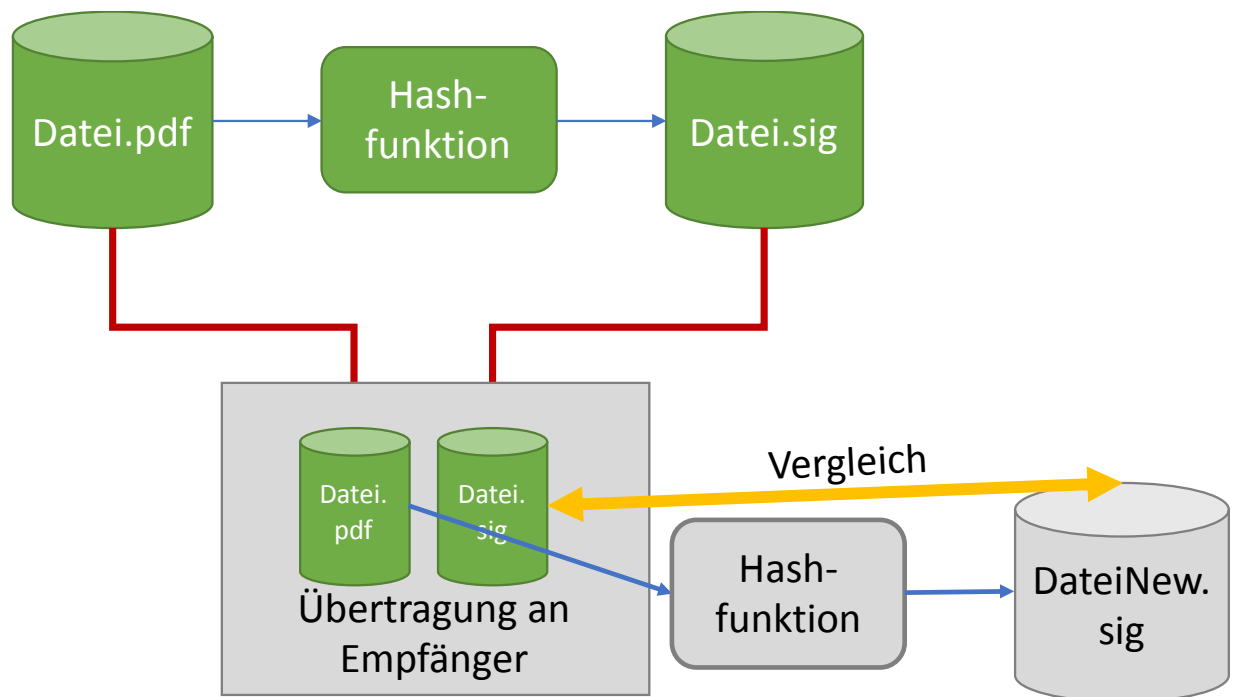 Datei.pdf
Hash-
funktion
Datei.sig
Vergleich
Datei.
pdf
Datei.
sig
Übertragung an
Empfänger
Hash-
funktion
DateiNew.
sig